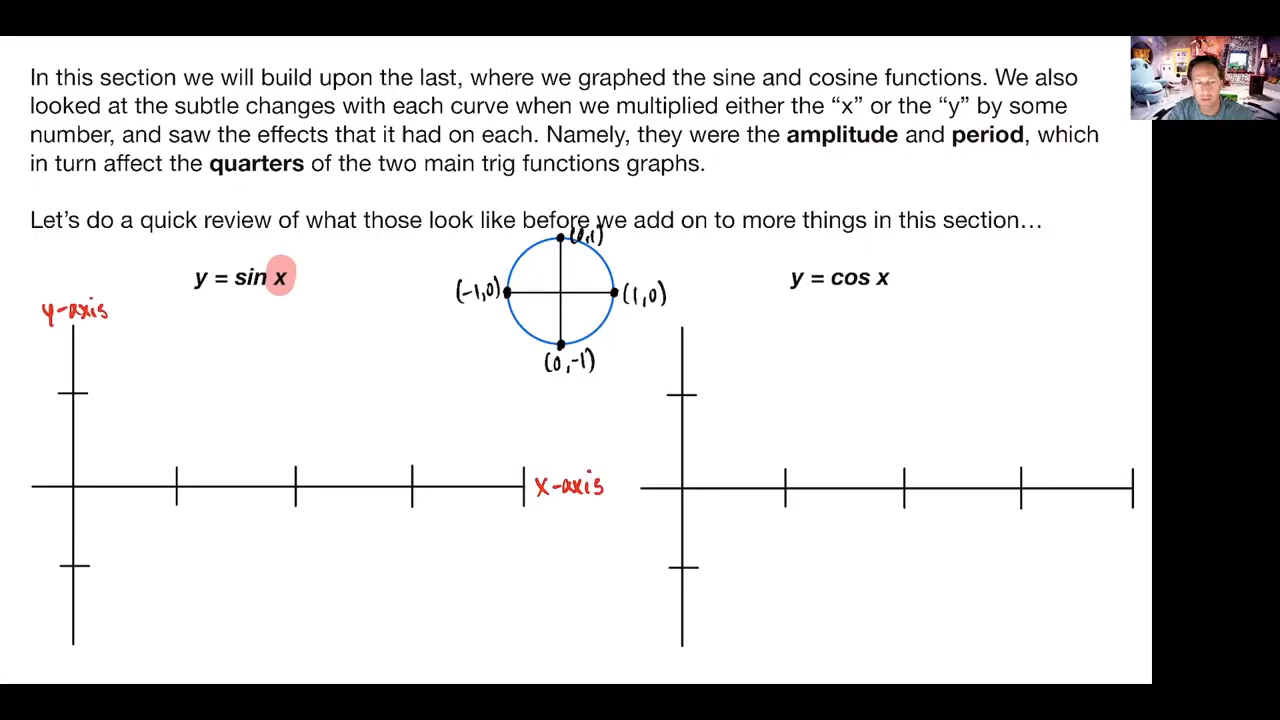 In this section we will build upon the last, where we graphed the sine and cosine functions. We also
looked at the subtle changes with each curve when we multiplied either the “x” or the “y” by some
number, and saw the effects that it had on each. Namely, they were the amplitude and period, which
in turn affect the quarters of the two main trig functions graphs.
Let’s do a quick review of what those look like before we add on to more things in this section…
(0,1)
y = sin x
y = cos x
(-1,0)
(1,0)
y-axis
(0,-1)
x-axis